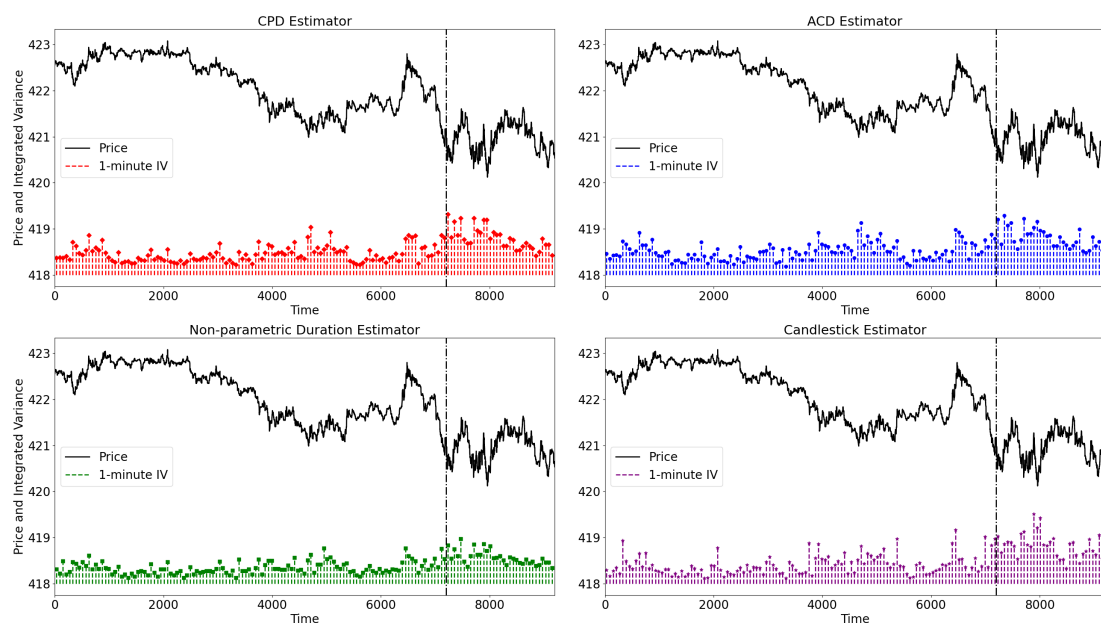 CPD Estimator
Price and Integrated Variance
423
422
421
420
419
418
Price
1-minute IV
0
2000
4000
6000
8000
Time
ACD Estimator
423
422
421
420
419
418
Price
1-minute IV
0
2000
4000
6000
8000
Time
Non-parametric Duration Estimator
Price and Integrated Variance
423
422
421
420
419
418
Price
1-minute IV
0
2000
4000
6000
8000
Time
Candlestick Estimator
423
422
421
420
419
418
Price
1-minute IV
0
2000
4000
6000
8000
Time